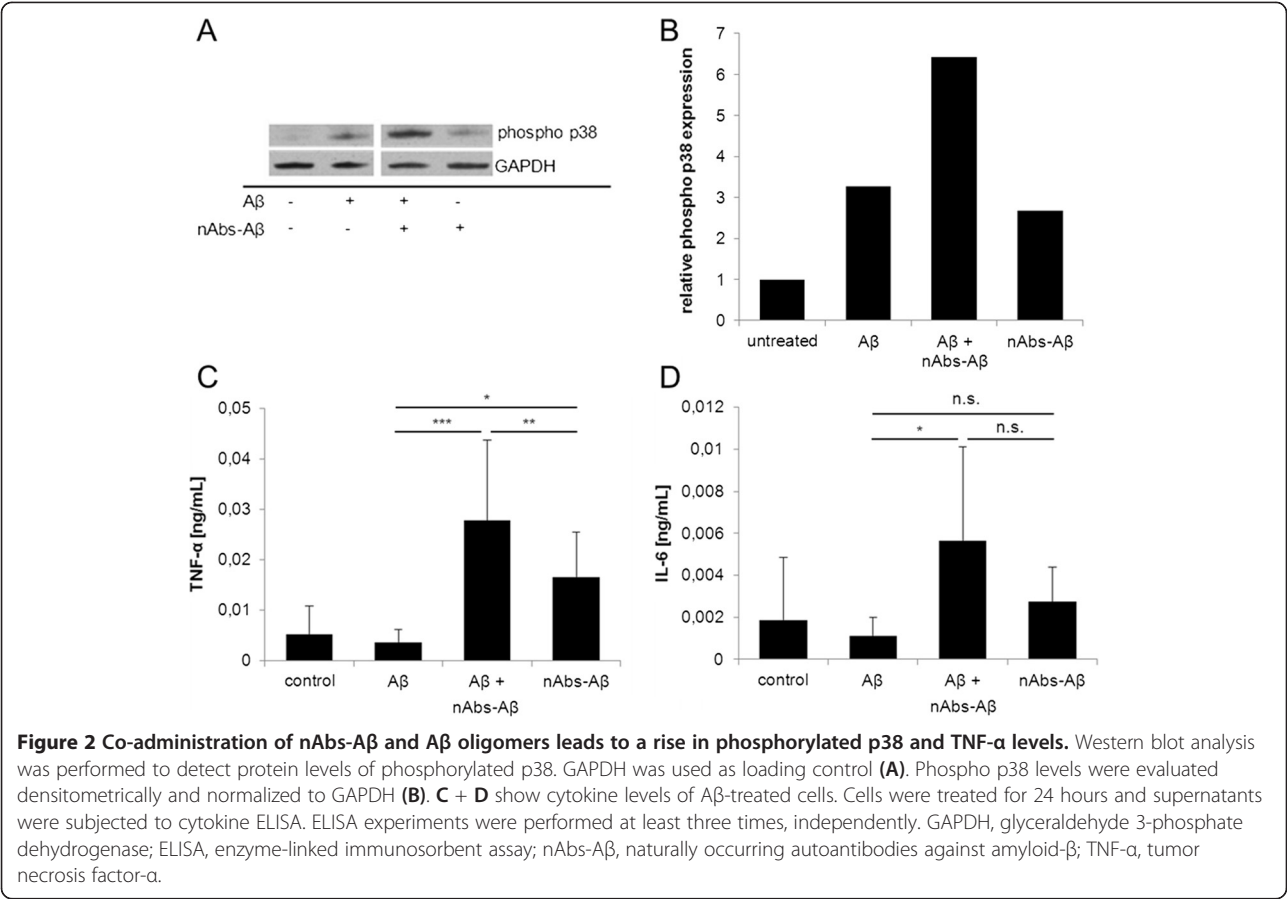 A
phospho p38
GAPDH
Aβ - + + -
nAbs-Aβ - - + +
B
relative phospho p38 expression
7
6
5
4
3
2
1
0
untreated Aβ Aβ + nAbs-Aβ
nAbs-Aβ
C
TNF-α [ng/mL]
0,05
0,04
0,03
0,02
0,01
0
*
*** **
control Aβ Aβ + nAbs-Aβ
nAbs-Aβ
D
IL-6 [ng/mL]
0,012
0,01
0,008
0,006
0,004
0,002
0
n.s.
* n.s.
control Aβ Aβ + nAbs-Aβ
nAbs-Aβ
Figure 2 Co-administration of nAbs-Aβ and Aβ oligomers leads to a rise in phosphorylated p38 and TNF-α levels. Western blot analysis
was performed to detect protein levels of phosphorylated p38. GAPDH was used as loading control (A). Phospho p38 levels were evaluated
densitometrically and normalized to GAPDH (B). C + D show cytokine levels of Aβ-treated cells. Cells were treated for 24 hours and supernatants
were subjected to cytokine ELISA. ELISA experiments were performed at least three times, independently. GAPDH, glyceraldehyde 3-phosphate
dehydrogenase; ELISA, enzyme-linked immunosorbent assay; nAbs-Aβ, naturally occurring autoantibodies against amyloid-β; TNF-α, tumor
necrosis factor-α.